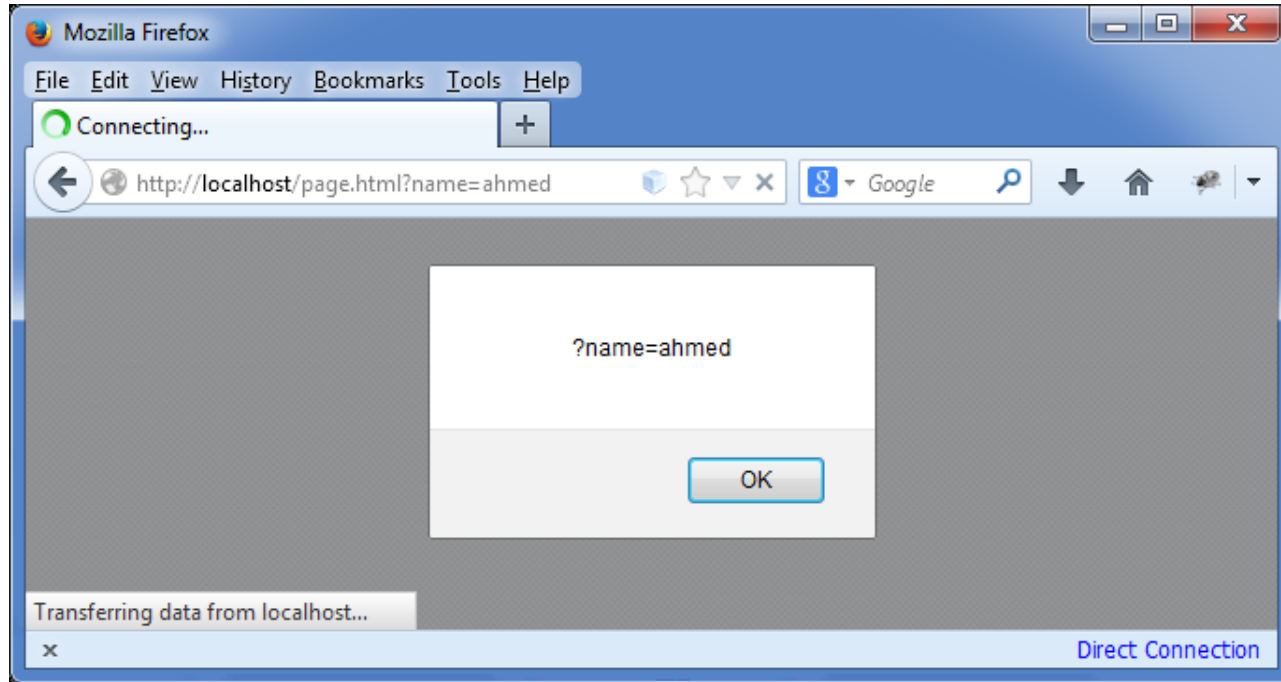 Mozilla Firefox
File Edit View History Bookmarks Tools Help
Connecting...
http://localhost/page.html?name=ahmed
8 Google
?name=ahmed
OK
Transferring data from localhost...
x Direct Connection